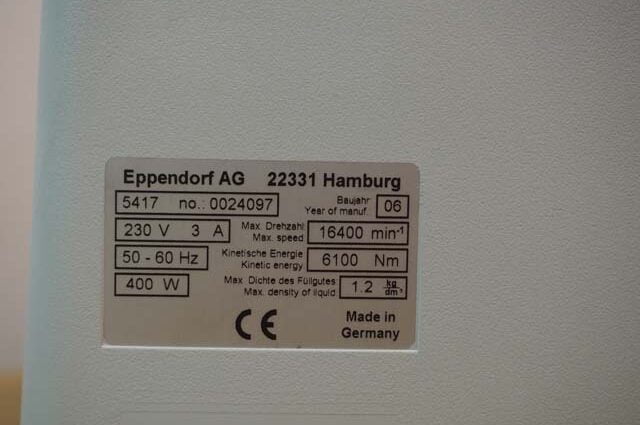 Eppendorf AG 22331 Hamburg
5417 no.: 0024097 Baujahr 06
Year of manuf.
230 V 3 A Max. Drehzahl 16400 min⁻¹
Max. speed
50 - 60 Hz Kinetische Energie 6100 Nm
Kinetic energy
400 W Max. Dichte des Füllgutes 1.2 kg/dm³
Max. density of liquid
CE Made in
Germany